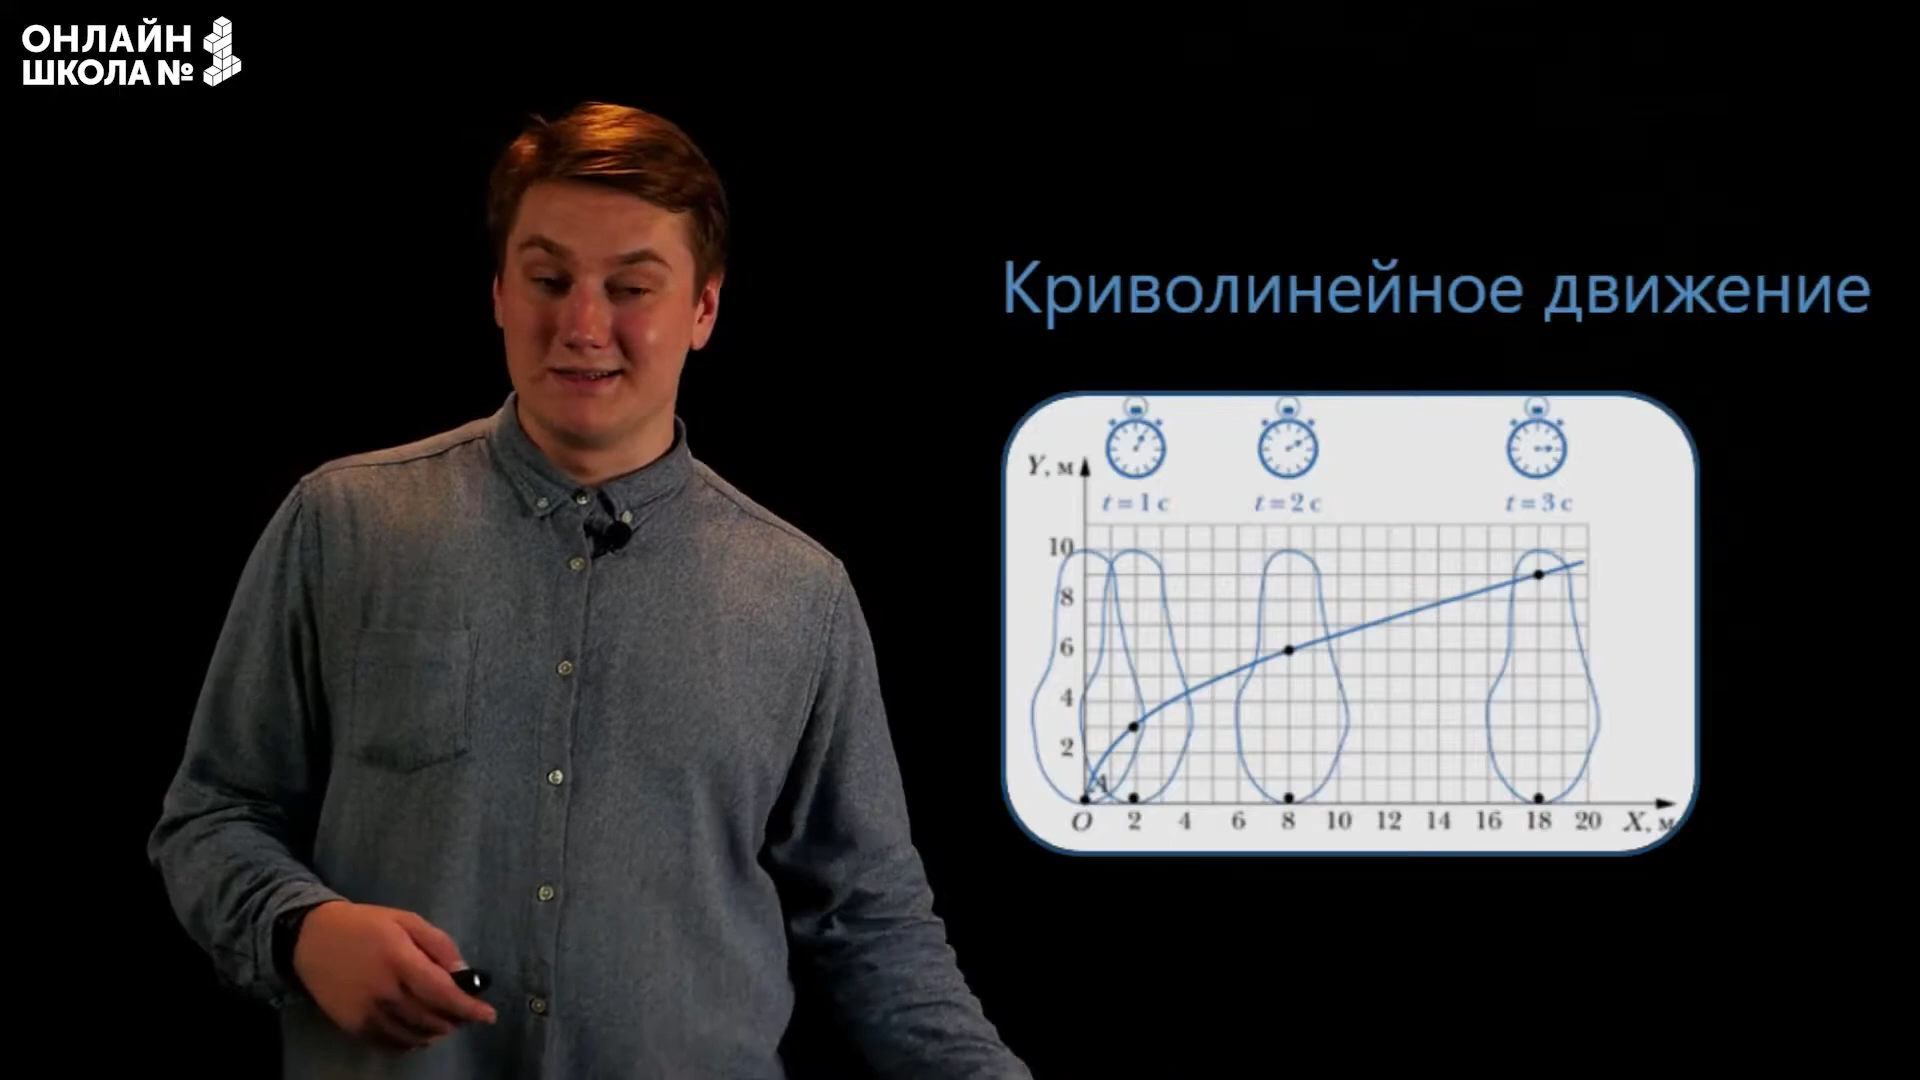 ОНЛАЙН
ШКОЛА №
Криволинейное движение
Y, м
t = 1 с
t = 2 с
t = 3 с
10
8
6
4
2
A
O
2
4
6
8
10
12
14
16
18
20
X, м